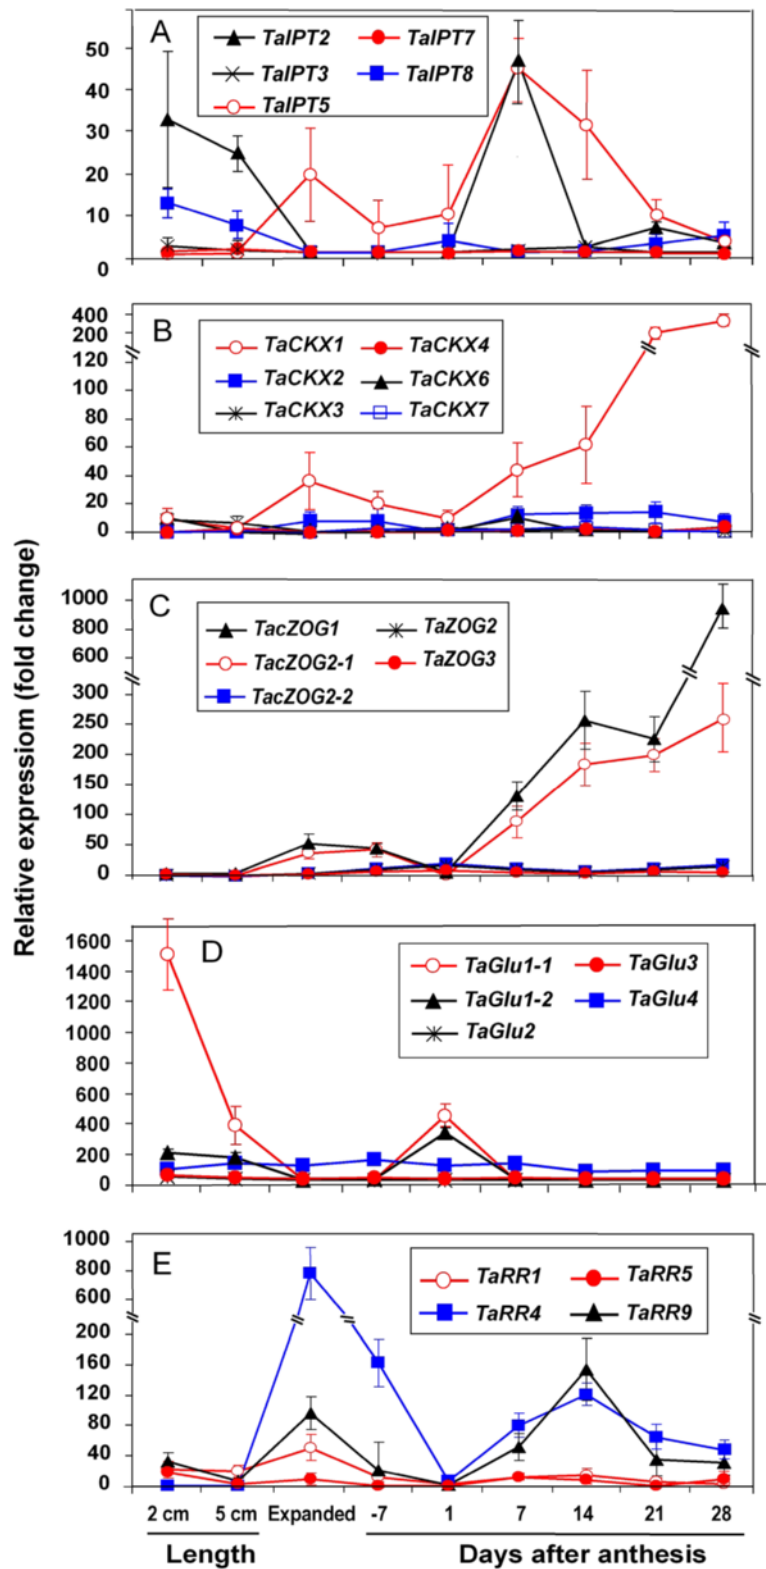 A
TaIPT2 TaIPT7
TaIPT3 TaIPT8
TaIPT5
50
40
30
20
10
0
B
TaCKX1 TaCKX4
TaCKX2 TaCKX6
TaCKX3 TaCKX7
400
200
120
100
80
60
40
20
0
C
TacZOG1 TaZOG2
TacZOG2-1 TaZOG3
TacZOG2-2
1000
800
600
300
250
200
150
100
50
0
Relative expressiom (fold change)
D
TaGlu1-1 TaGlu3
TaGlu1-2 TaGlu4
TaGlu2
1600
1400
1200
1000
800
600
400
200
0
E
TaRR1 TaRR5
TaRR4 TaRR9
1000
800
600
200
160
120
80
40
0
2 cm 5 cm Expanded -7 1 7 14 21 28
Length Days after anthesis